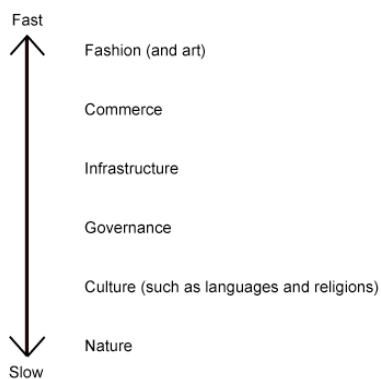 Fast
Fashion (and art)
Commerce
Infrastructure
Governance
Culture (such as languages and religions)
Nature
Slow